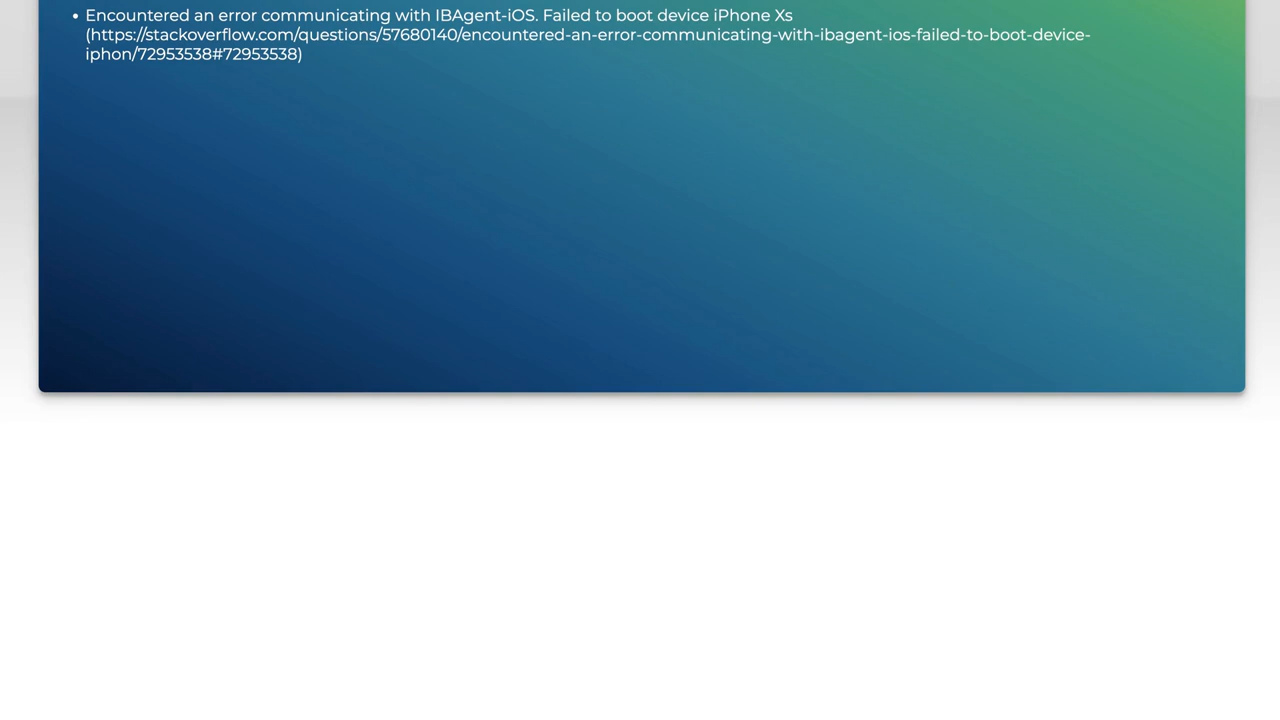 • Encountered an error communicating with IBAgent-iOS. Failed to boot device iPhone Xs
(https://stackoverflow.com/questions/57680140/encountered-an-error-communicating-with-ibagent-ios-failed-to-boot-device-
iphon/72953538#72953538)